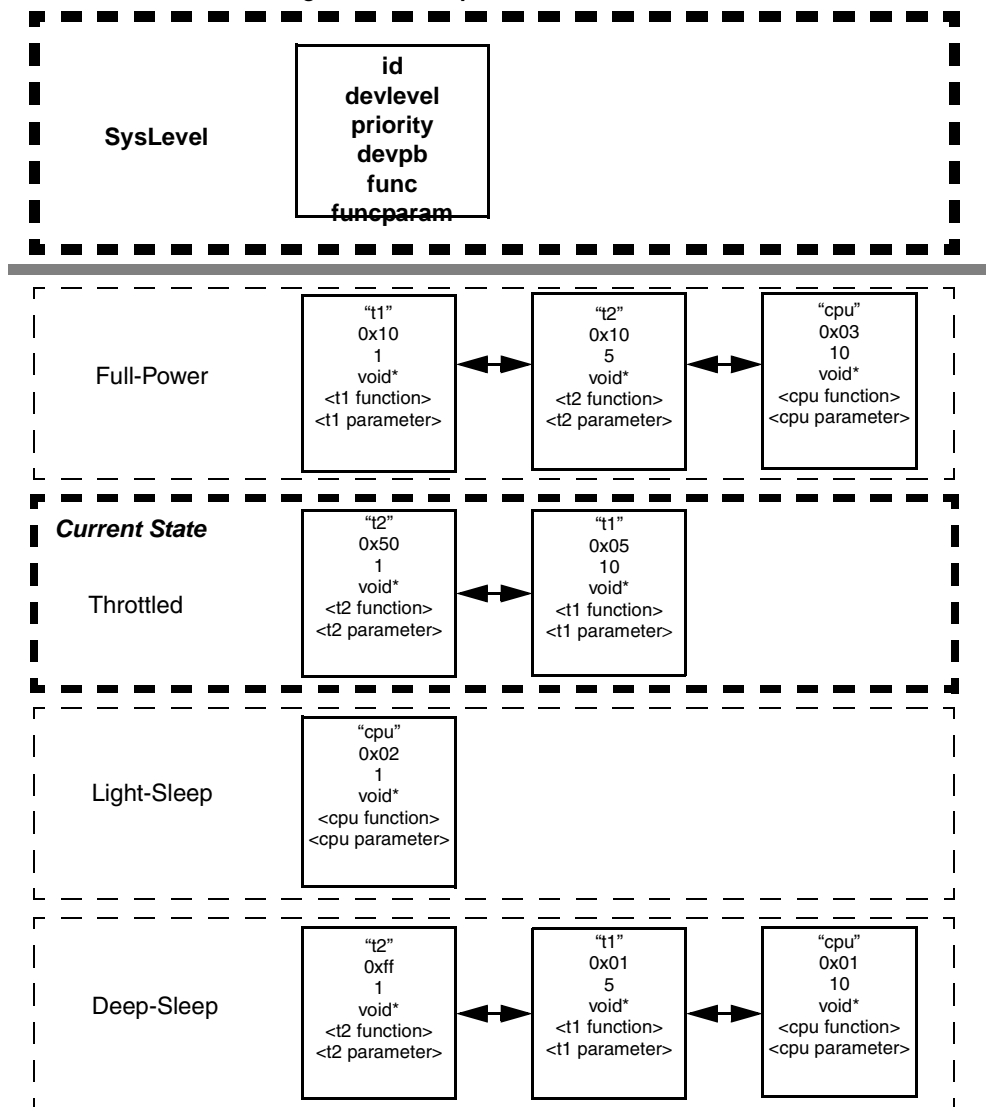 SysLevel
id
devlevel
priority
devpb
func
funcparam
Full-Power
“t1”
0x10
1
void*
<t1 function>
<t1 parameter>
“t2”
0x10
5
void*
<t2 function>
<t2 parameter>
“cpu”
0x03
10
void*
<cpu function>
<cpu parameter>
Current State
Throttled
“t2”
0x50
1
void*
<t2 function>
<t2 parameter>
“t1”
0x05
10
void*
<t1 function>
<t1 parameter>
Light-Sleep
“cpu”
0x02
1
void*
<cpu function>
<cpu parameter>
Deep-Sleep
“t2”
0xff
1
void*
<t2 function>
<t2 parameter>
“t1”
0x01
5
void*
<t1 function>
<t1 parameter>
“cpu”
0x01
10
void*
<cpu function>
<cpu parameter>